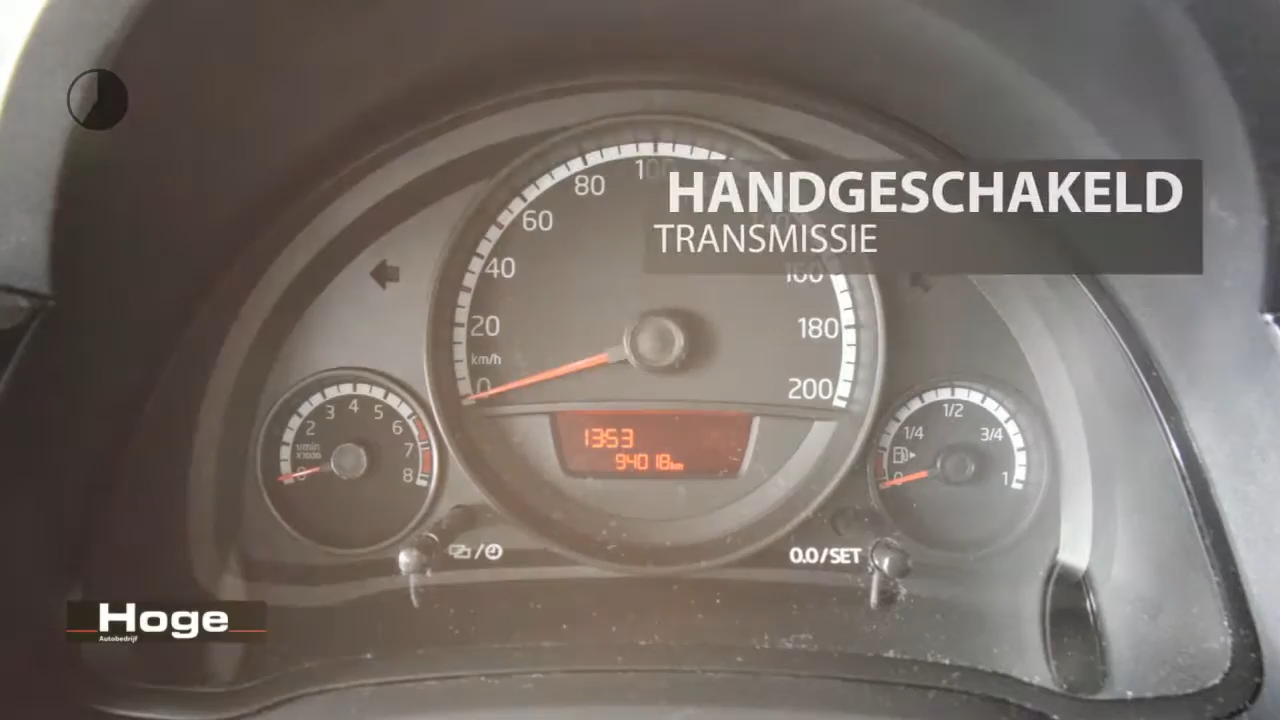 HANDGESCHAKELD
TRANSMISSIE
80
60
40
20
km/h
0
160
180
200
13:53
94018km
1/min
x1000
0
2
3
4
5
6
7
8
0
1/4
1/2
3/4
1
0.0/SET
Hoge
Autobedrijf